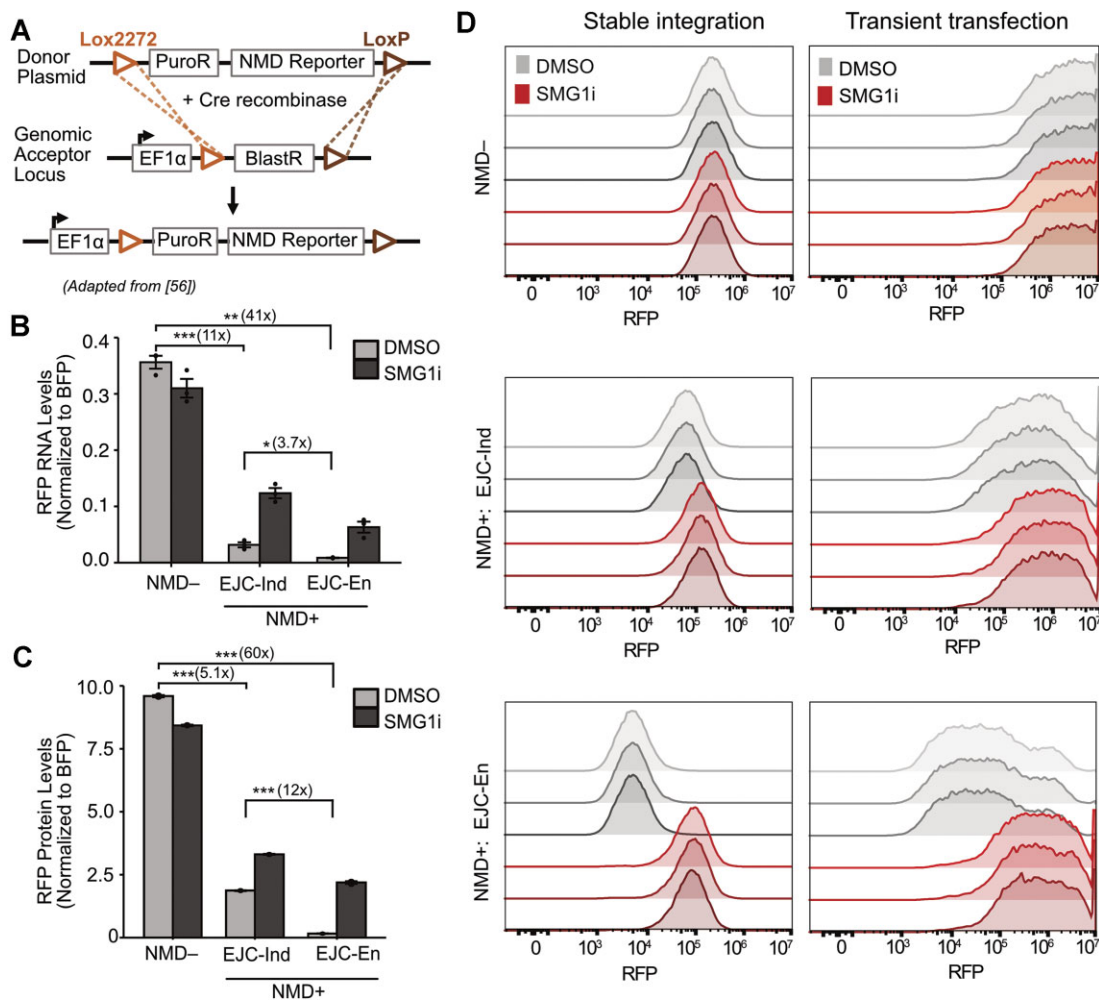 A
Lox2272
LoxP
Donor
Plasmid
PuroR
NMD Reporter
+ Cre recombinase
Genomic
Acceptor
Locus
EF1α
BlastR
EF1α
PuroR
NMD Reporter
(Adapted from [56])
B
**(41x)
***(11x)
*(3.7x)
DMSO
SMG1i
RFP RNA Levels
(Normalized to BFP)
0.4
0.3
0.2
0.1
0.0
NMD–
EJC-Ind
EJC-En
NMD+
C
***(60x)
***(5.1x)
***(12x)
DMSO
SMG1i
RFP Protein Levels
(Normalized to BFP)
10.0
7.5
5.0
2.5
0
NMD–
EJC-Ind
EJC-En
NMD+
D
Stable integration
Transient transfection
NMD–
DMSO
SMG1i
0 10³ 10⁴ 10⁵ 10⁶ 10⁷
RFP
DMSO
SMG1i
0 10³ 10⁴ 10⁵ 10⁶ 10⁷
RFP
NMD+: EJC-Ind
0 10³ 10⁴ 10⁵ 10⁶ 10⁷
RFP
0 10³ 10⁴ 10⁵ 10⁶ 10⁷
RFP
NMD+: EJC-En
0 10³ 10⁴ 10⁵ 10⁶ 10⁷
RFP
0 10³ 10⁴ 10⁵ 10⁶ 10⁷
RFP